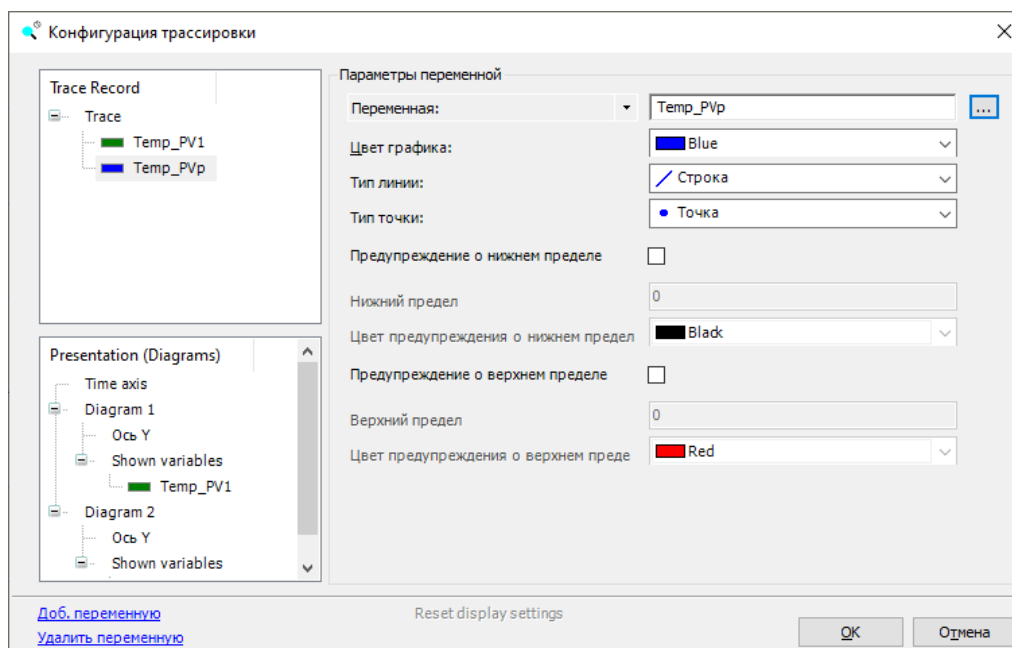 Конфигурация трассировки
Trace Record
Trace
Temp_PV1
Temp_PVp
Presentation (Diagrams)
Time axis
Diagram 1
Ось Y
Shown variables
Temp_PV1
Diagram 2
Ось Y
Shown variables
Параметры переменной
Переменная: Temp_PVp ...
Цвет графика: Blue
Тип линии: Строка
Тип точки: Точка
Предупреждение о нижнем пределе
Нижний предел 0
Цвет предупреждения о нижнем предел Black
Предупреждение о верхнем пределе
Верхний предел 0
Цвет предупреждения о верхнем преде Red
Доб. переменную
Удалить переменную
Reset display settings
OK Отмена